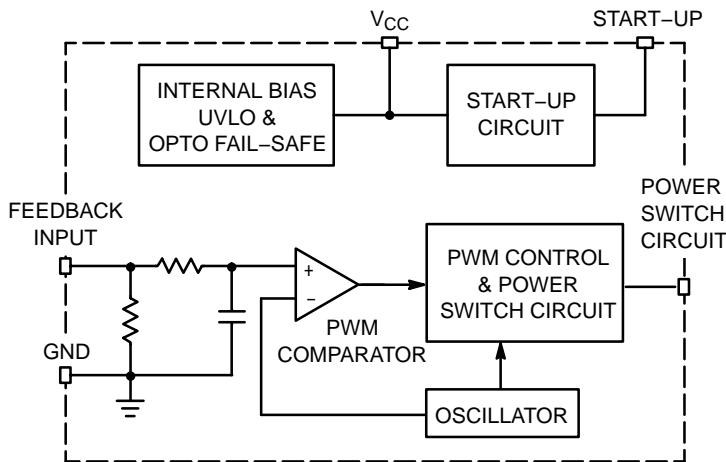 V_CC
START–UP
INTERNAL BIAS
UVLO &
OPTO FAIL–SAFE
START–UP
CIRCUIT
POWER
SWITCH
CIRCUIT
FEEDBACK
INPUT
+
–
PWM
COMPARATOR
PWM CONTROL
& POWER
SWITCH CIRCUIT
GND
OSCILLATOR